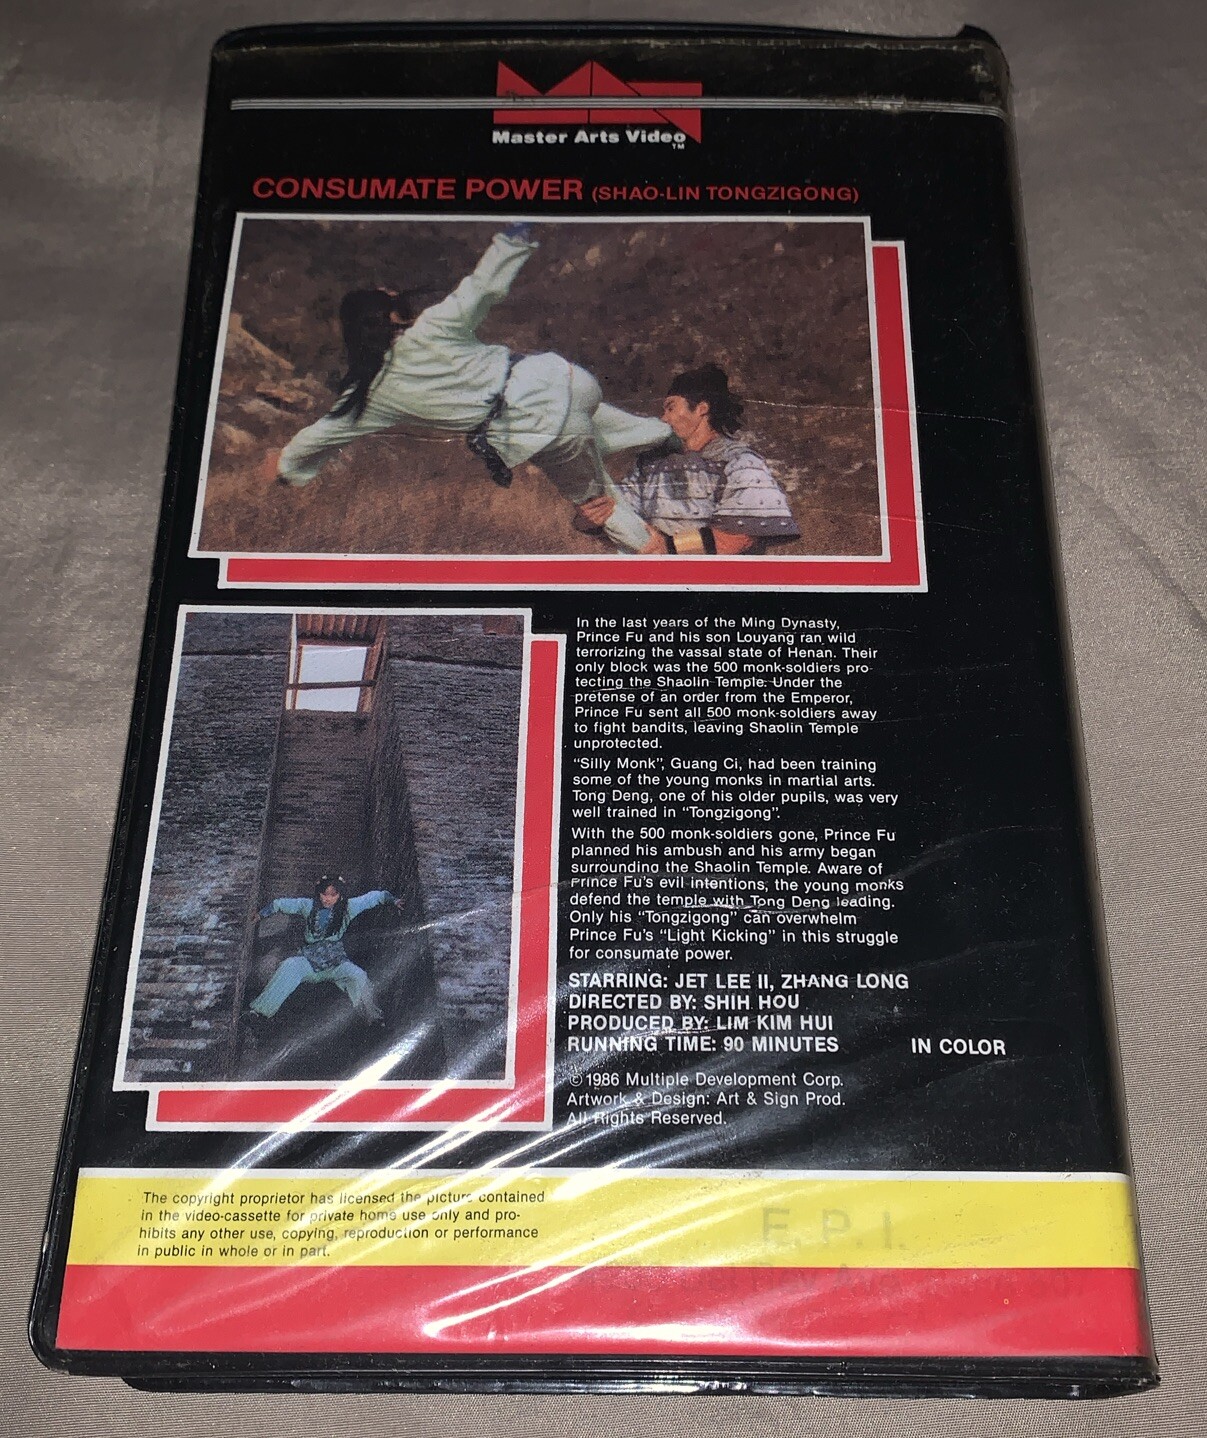 Master Arts Video
TM
CONSUMATE POWER (SHAO-LIN TONGZIGONG)
In the last years of the Ming Dynasty,
Prince Fu and his son Louyang ran wild
terrorizing the vassal state of Henan. Their
only block was the 500 monk-soldiers pro-
tecting the Shaolin Temple. Under the
pretense of an order from the Emperor,
Prince Fu sent all 500 monk-soldiers away
to fight bandits, leaving Shaolin Temple
unprotected.
"Silly Monk", Guang Ci, had been training
some of the young monks in martial arts.
Tong Deng, one of his older pupils, was very
well trained in "Tongzigong".
With the 500 monk-soldiers gone, Prince Fu
planned his ambush and his army began
surrounding the Shaolin Temple. Aware of
Prince Fu's evil intentions, the young monks
defend the temple with Tong Deng leading.
Only his "Tongzigong" can overwhelm
Prince Fu's "Light Kicking" in this struggle
for consumate power.
STARRING: JET LEE II, ZHANG LONG
DIRECTED BY: SHIH HOU
PRODUCED BY: LIM KIM HUI
RUNNING TIME: 90 MINUTES IN COLOR
©1986 Multiple Development Corp.
Artwork & Design: Art & Sign Prod.
All Rights Reserved.
The copyright proprietor has licensed the picture contained
in the video-cassette for private home use only and pro-
hibits any other use, copying, reproduction or performance
in public in whole or in part.
E.P.I.